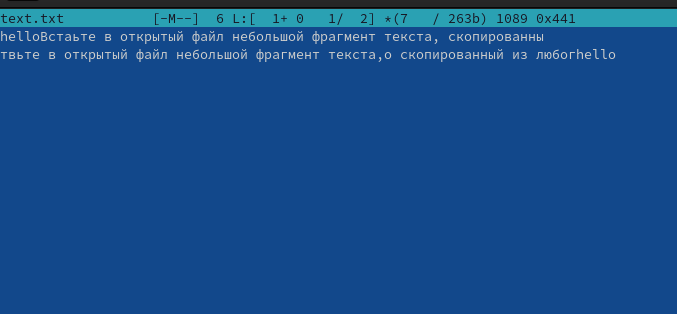 text.txt [-M--] 6 L:[ 1+ 0 1/ 2] *(7 / 263b) 1089 0x441
helloВстаьте в открытый файл небольшой фрагмент текста, скопированны
твьте в открытый файл небольшой фрагмент текста,о скопированный из любогhello